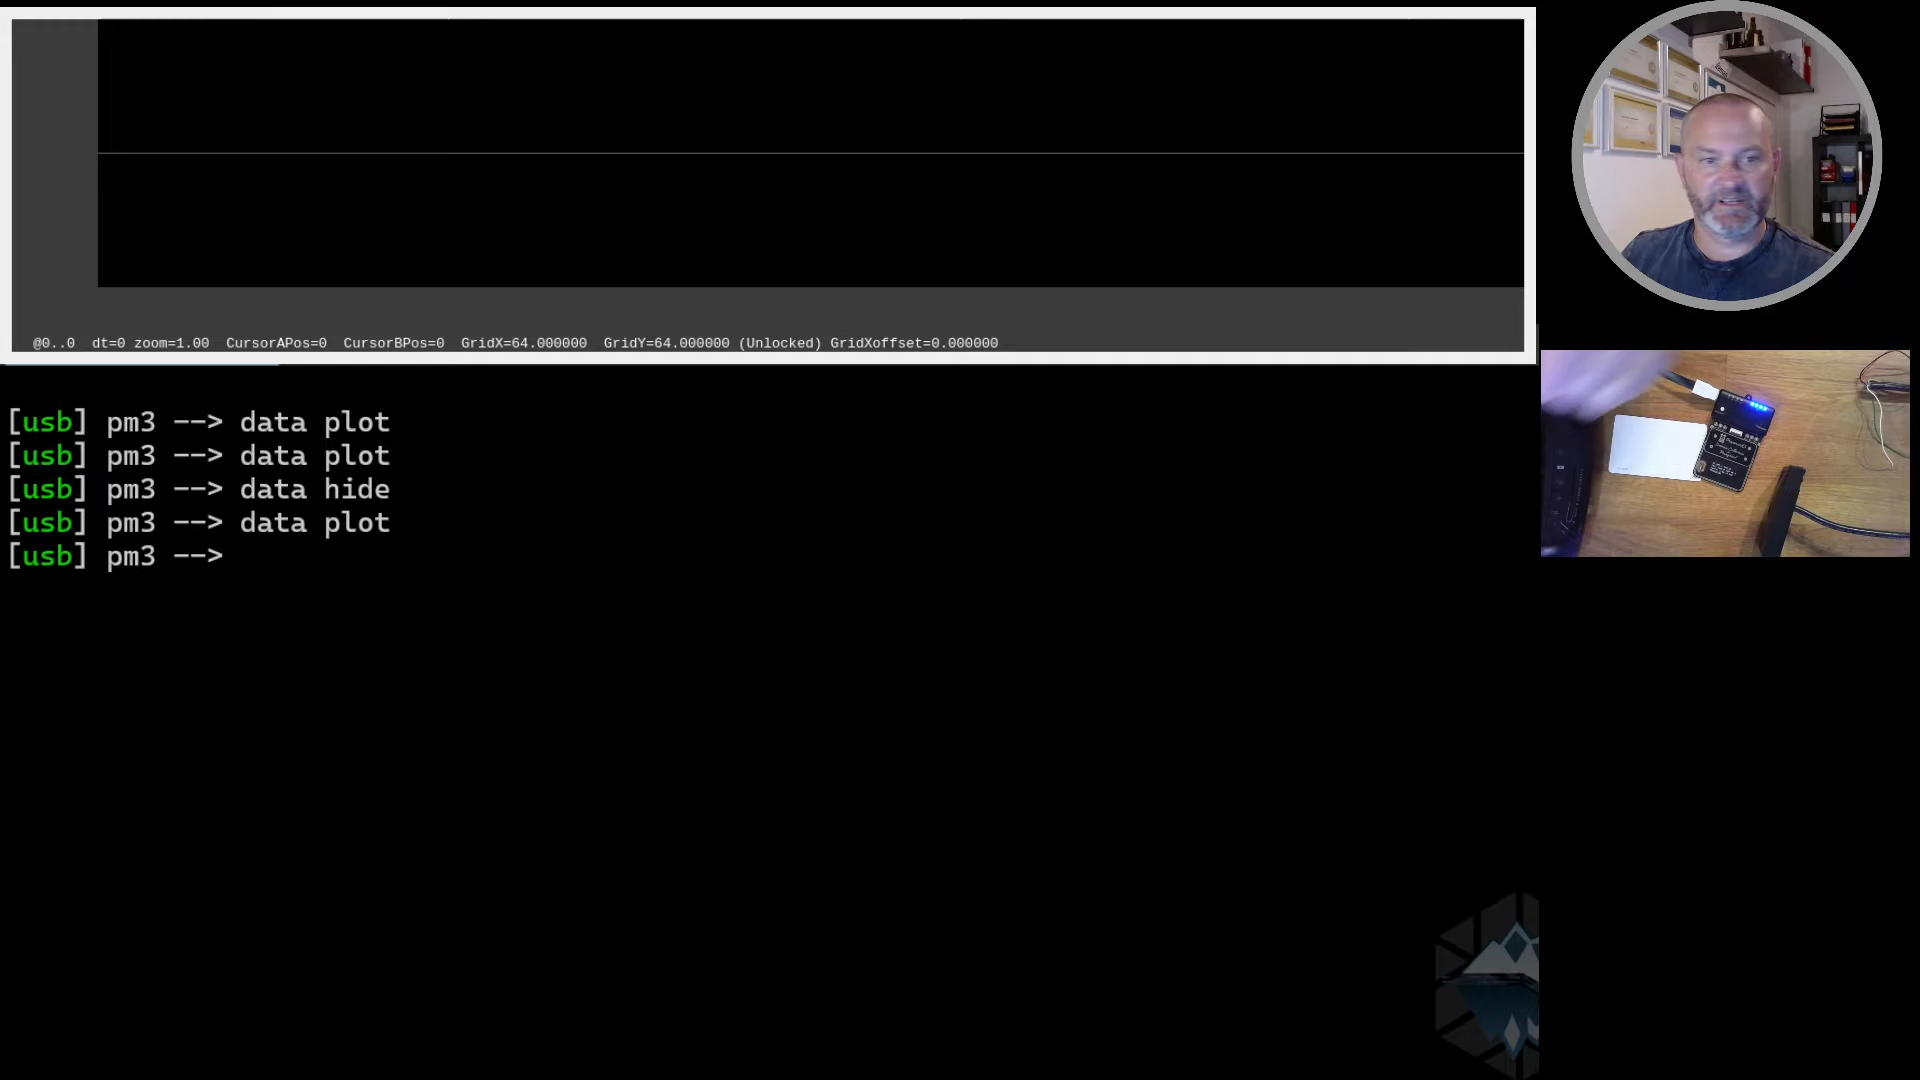 @0..0 dt=0 zoom=1.00 CursorAPos=0 CursorBPos=0 GridX=64.000000 GridY=64.000000 (Unlocked) GridXoffset=0.000000
[usb] pm3 --> data plot
[usb] pm3 --> data plot
[usb] pm3 --> data hide
[usb] pm3 --> data plot
[usb] pm3 -->